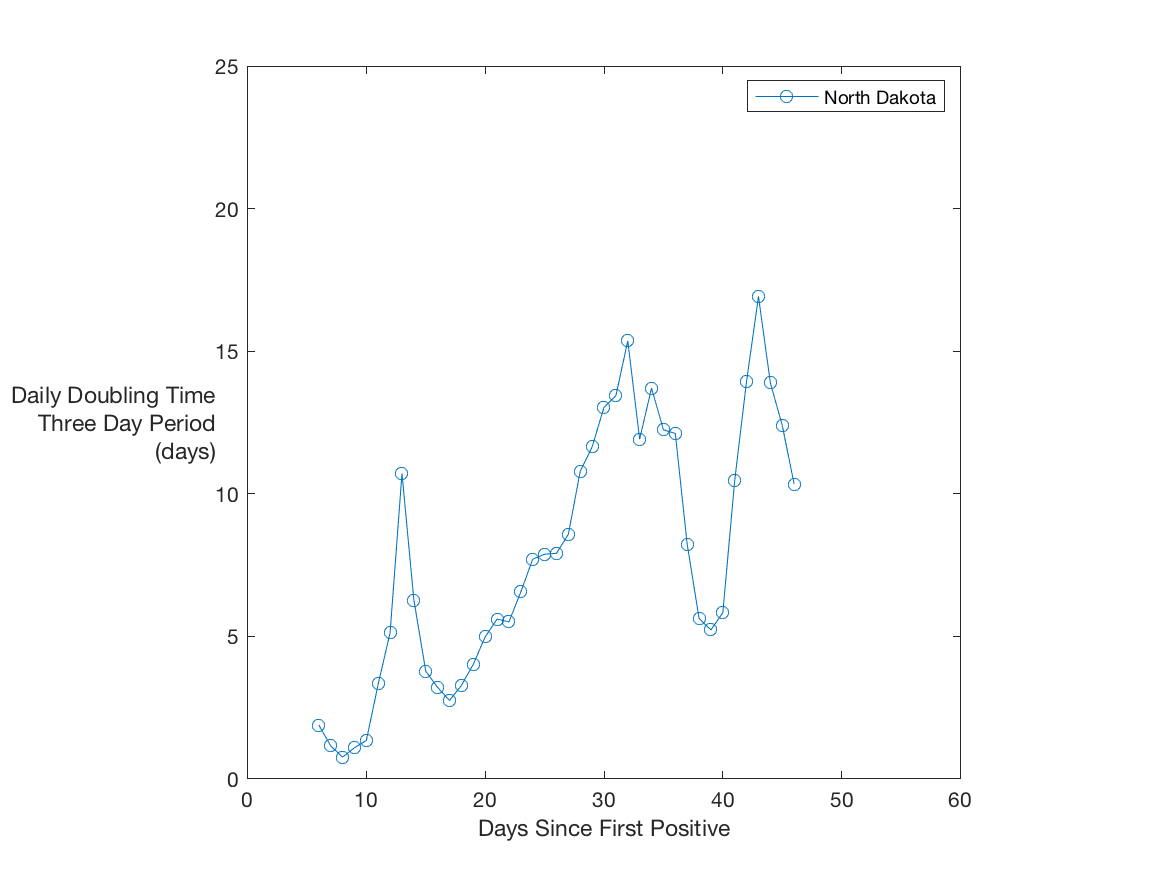 25
North Dakota
20
15
Daily Doubling Time
Three Day Period
(days)
10
5
0
0 10 20 30 40 50 60
Days Since First Positive